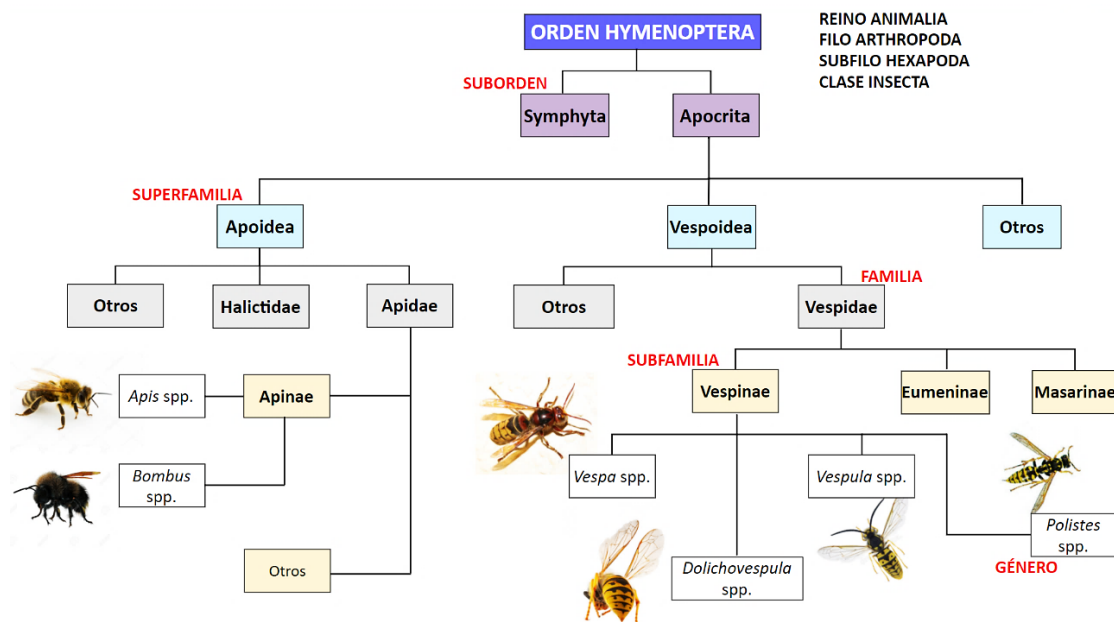 ORDEN HYMENOPTERA
REINO ANIMALIA
FILO ARTHROPODA
SUBFILO HEXAPODA
CLASE INSECTA
SUBORDEN
Symphyta
Apocrita
SUPERFAMILIA
Apoidea
Vespoidea
Otros
FAMILIA
Otros
Halictidae
Apidae
Otros
Vespidae
SUBFAMILIA
Apis spp.
Apinae
Vespinae
Eumeninae
Masarinae
Bombus
spp.
Vespa spp.
Vespula spp.
Polistes
spp.
Otros
Dolichovespula
spp.
GÉNERO